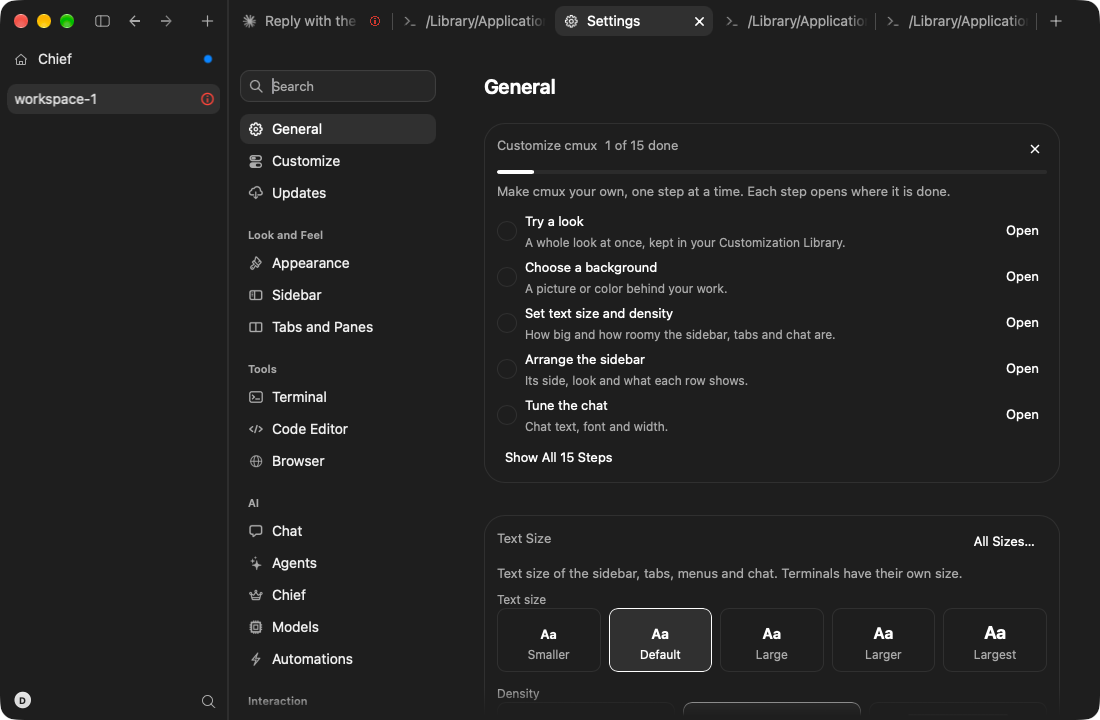 Reply with the
/Library/Applicatio
Settings
/Library/Applicatio
/Library/Applicatio
Chief
workspace-1
D
Search
General
Customize
Updates
Look and Feel
Appearance
Sidebar
Tabs and Panes
Tools
Terminal
Code Editor
Browser
AI
Chat
Agents
Chief
Models
Automations
Interaction
General
Customize cmux 1 of 15 done
Make cmux your own, one step at a time. Each step opens where it is done.
Try a look
A whole look at once, kept in your Customization Library.
Open
Choose a background
A picture or color behind your work.
Open
Set text size and density
How big and how roomy the sidebar, tabs and chat are.
Open
Arrange the sidebar
Its side, look and what each row shows.
Open
Tune the chat
Chat text, font and width.
Open
Show All 15 Steps
Text Size
All Sizes...
Text size of the sidebar, tabs, menus and chat. Terminals have their own size.
Text size
Aa Aa Aa Aa Aa
Smaller Default Large Larger Largest
Density